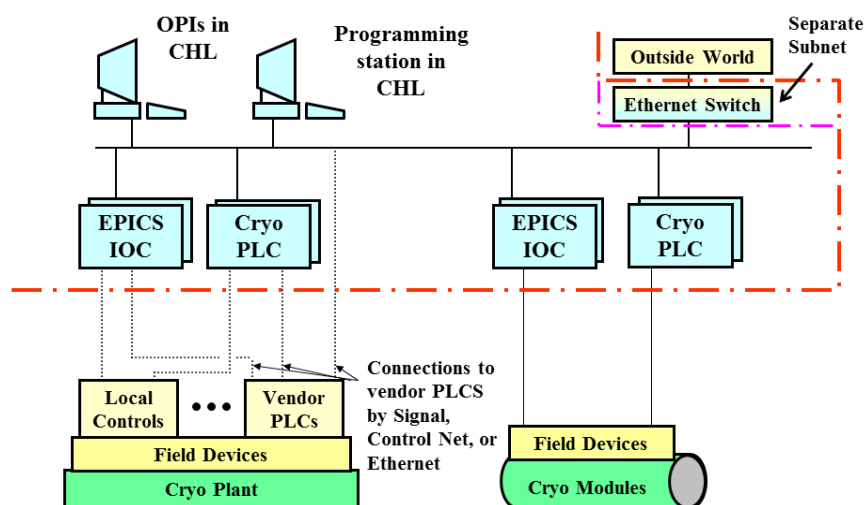 OPIs in
CHL
Programming
station in
CHL
Separate
Subnet
Outside World
Ethernet Switch
EPICS
IOC
Cryo
PLC
EPICS
IOC
Cryo
PLC
Connections to
vendor PLCS
by Signal,
Control Net, or
Ethernet
Local
Controls
Vendor
PLCs
Field Devices
Cryo Plant
Field Devices
Cryo Modules